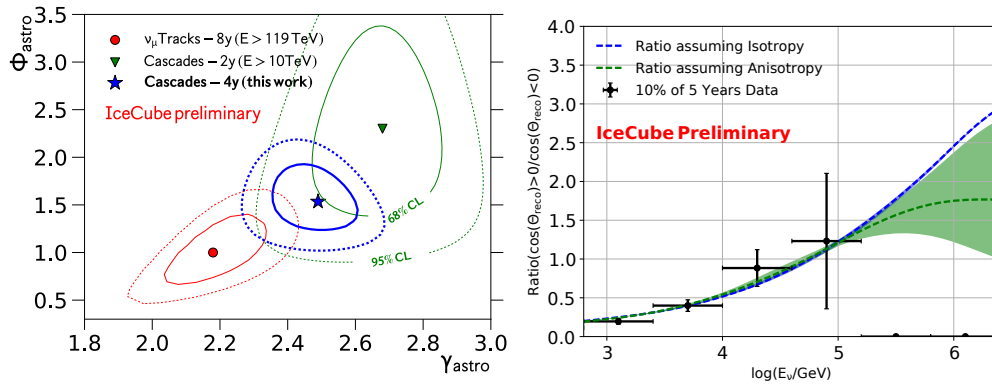 Φastro
3.5
3.0
2.5
2.0
1.5
1.0
0.5
νμTracks – 8y (E > 119 TeV)
Cascades – 2y (E > 10 TeV)
Cascades – 4y (this work)
IceCube preliminary
68% CL
95% CL
1.8 2.0 2.2 2.4 2.6 2.8 3.0
γastro
Ratio(cos(Θreco)>0/cos(Θreco)<0)
4.0
3.5
3.0
2.5
2.0
1.5
1.0
0.5
0.0
Ratio assuming Isotropy
Ratio assuming Anisotropy
10% of 5 Years Data
IceCube Preliminary
3 4 5 6
log(Eν/GeV)